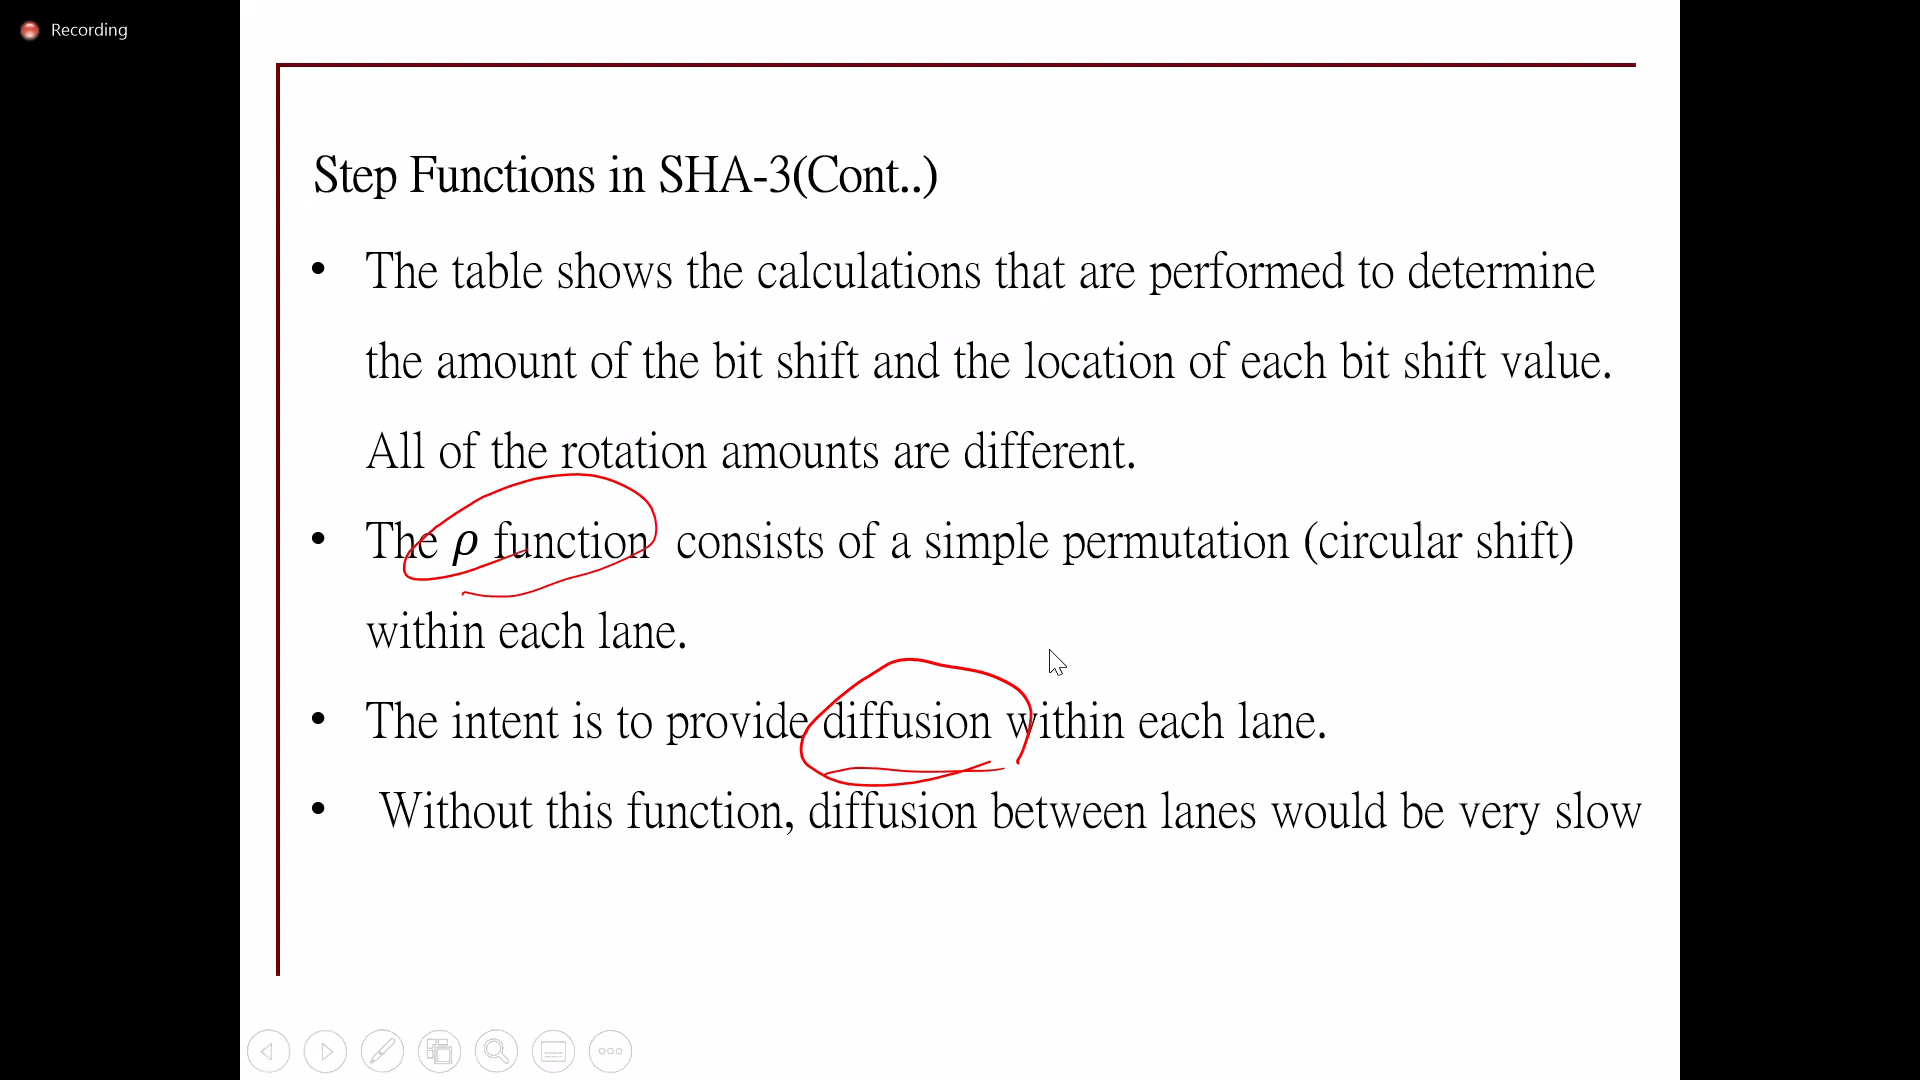 Recording
Step Functions in SHA-3(Cont..)
• The table shows the calculations that are performed to determine
the amount of the bit shift and the location of each bit shift value.
All of the rotation amounts are different.
• The ρ function consists of a simple permutation (circular shift)
within each lane.
• The intent is to provide diffusion within each lane.
• Without this function, diffusion between lanes would be very slow